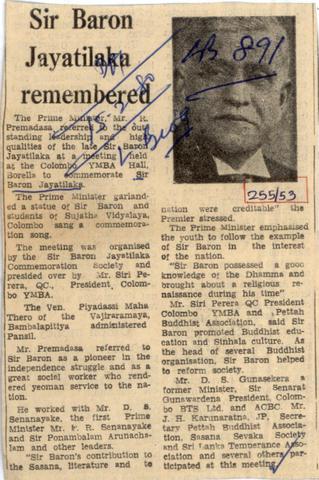 Sir Baron
Jayatilaka
remembered
The Prime Minister, Mr. R.
Premadasa referred to the out
standing leadership and high
qualities of the late Sir Baron
Jayatilaka at a meeting held
at the Colombo YMBA Hall,
Borella to commemorate Sir
Baron Jayatilaka.
The Prime Minister garland-
ed a statue of Sir Baron and
students of Sujatha Vidyalaya,
Colombo sang a commemora-
tion song.
The meeting was organised
by the Sir Baron Jayatilaka
Commemoration Society and
presided over by Mr. Siri Per-
era, QC., President, Colom-
bo YMBA.
The Ven. Piyadassi Maha
Thero of the Vajiraramaya,
Bambalapitiya administered
Pansil.
Mr. Premadasa referred to
Sir Baron as a pioneer in the
independence struggle and as a
great social worker who rend-
ered yeoman service to the na-
tion.
He worked with Mr. D. S.
Senanayake, the first Prime
Minister Mr. F. R. Senanayake
and Sir Ponambalam Arunacha-
lam and other leaders.
"Sir Baron's contribution to
the Sasana, literature and to
AB 891
255/53
nation were creditable" the
Premier stressed.
The Prime Minister emphasised
the youth to follow the example
of Sir Baron in the interest
of the nation.
"Sir Baron possessed a good
knowledge of the Dhamma and
brought about a religious re-
naissance during his time"
Mr. Siri Perera QC President
Colombo YMBA and Pettah
Buddhist Association, said Sir
Baron promoted Buddhist edu-
cation and Sinhala culture. As
the head of several Buddhist
organisation, Sir Baron helped
to reform society.
Mr. D. S. Gunasekera
former Minister, Sir Senarat
Gunawardena President, Colom-
bo BTS Ltd. and ACBC. Mr.
J. H. Karunaratna, JP, Secre-
tary Pettah Buddhist Associa-
tion, Sasana Sevaka Society
and Sri Lanka Temperance Asso-
ciation and several others par-
ticipated at this meeting